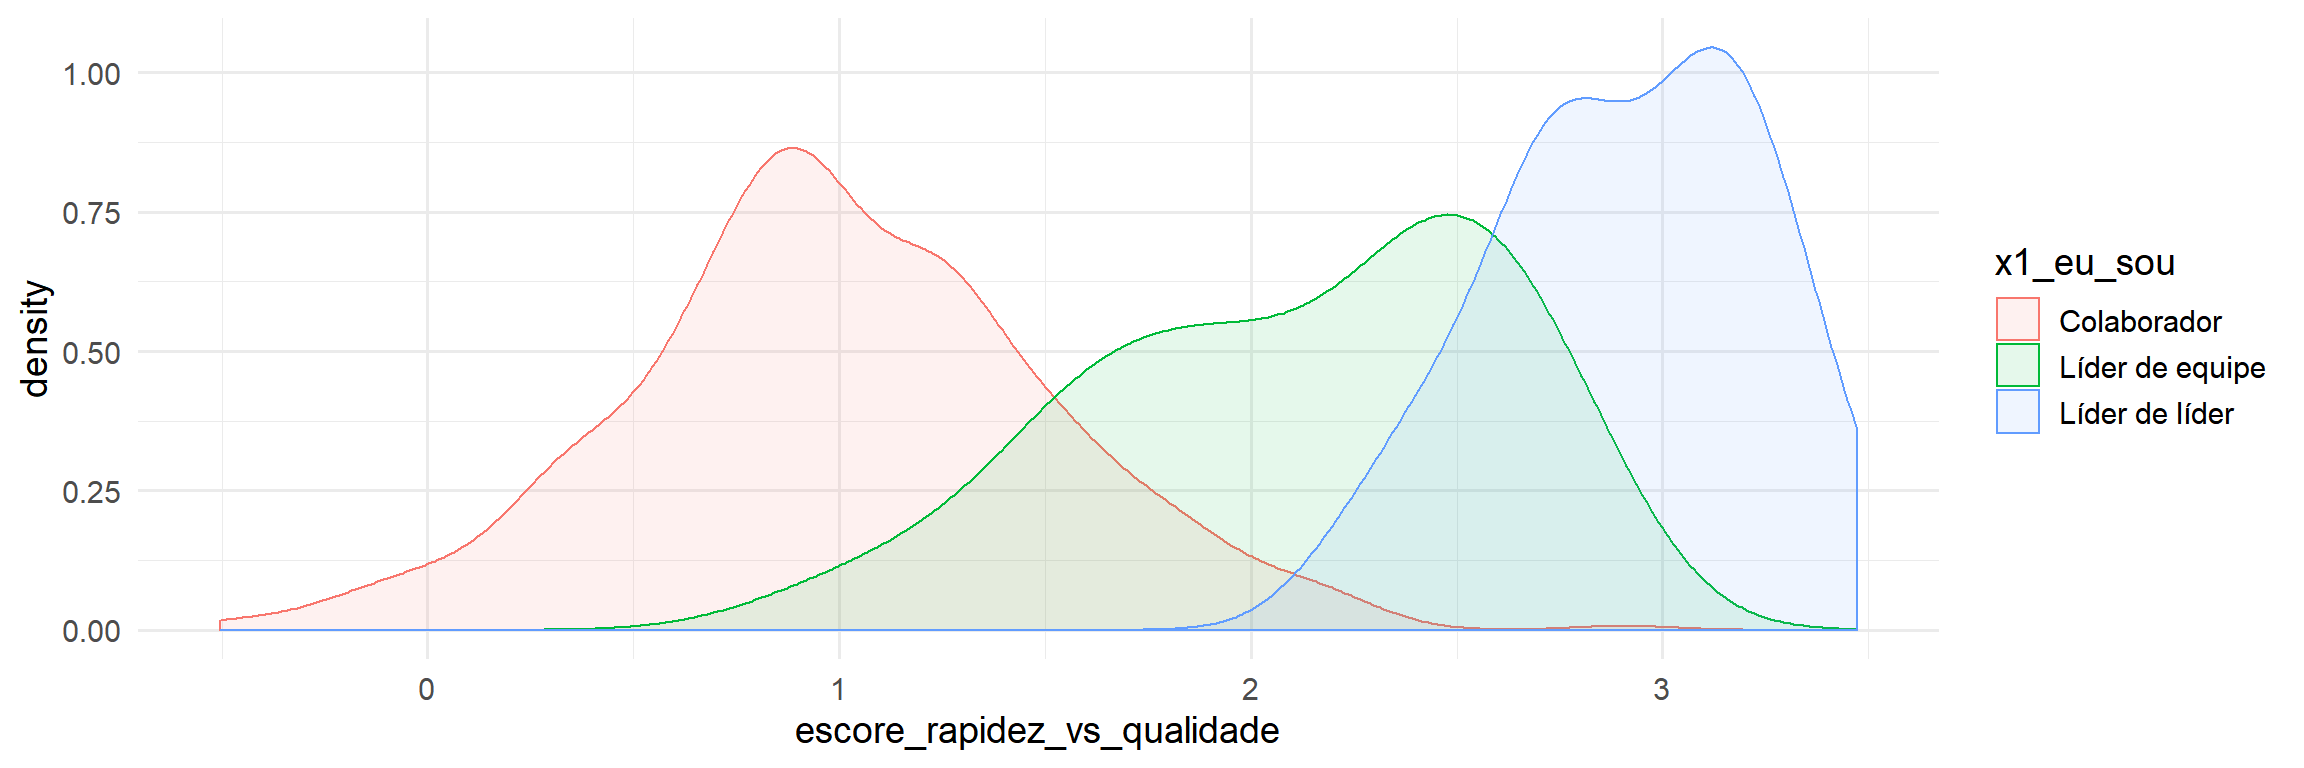 density
1.00
0.75
0.50
0.25
0.00
0
1
2
3
escore_rapidez_vs_qualidade
x1_eu_sou
Colaborador
Líder de equipe
Líder de líder